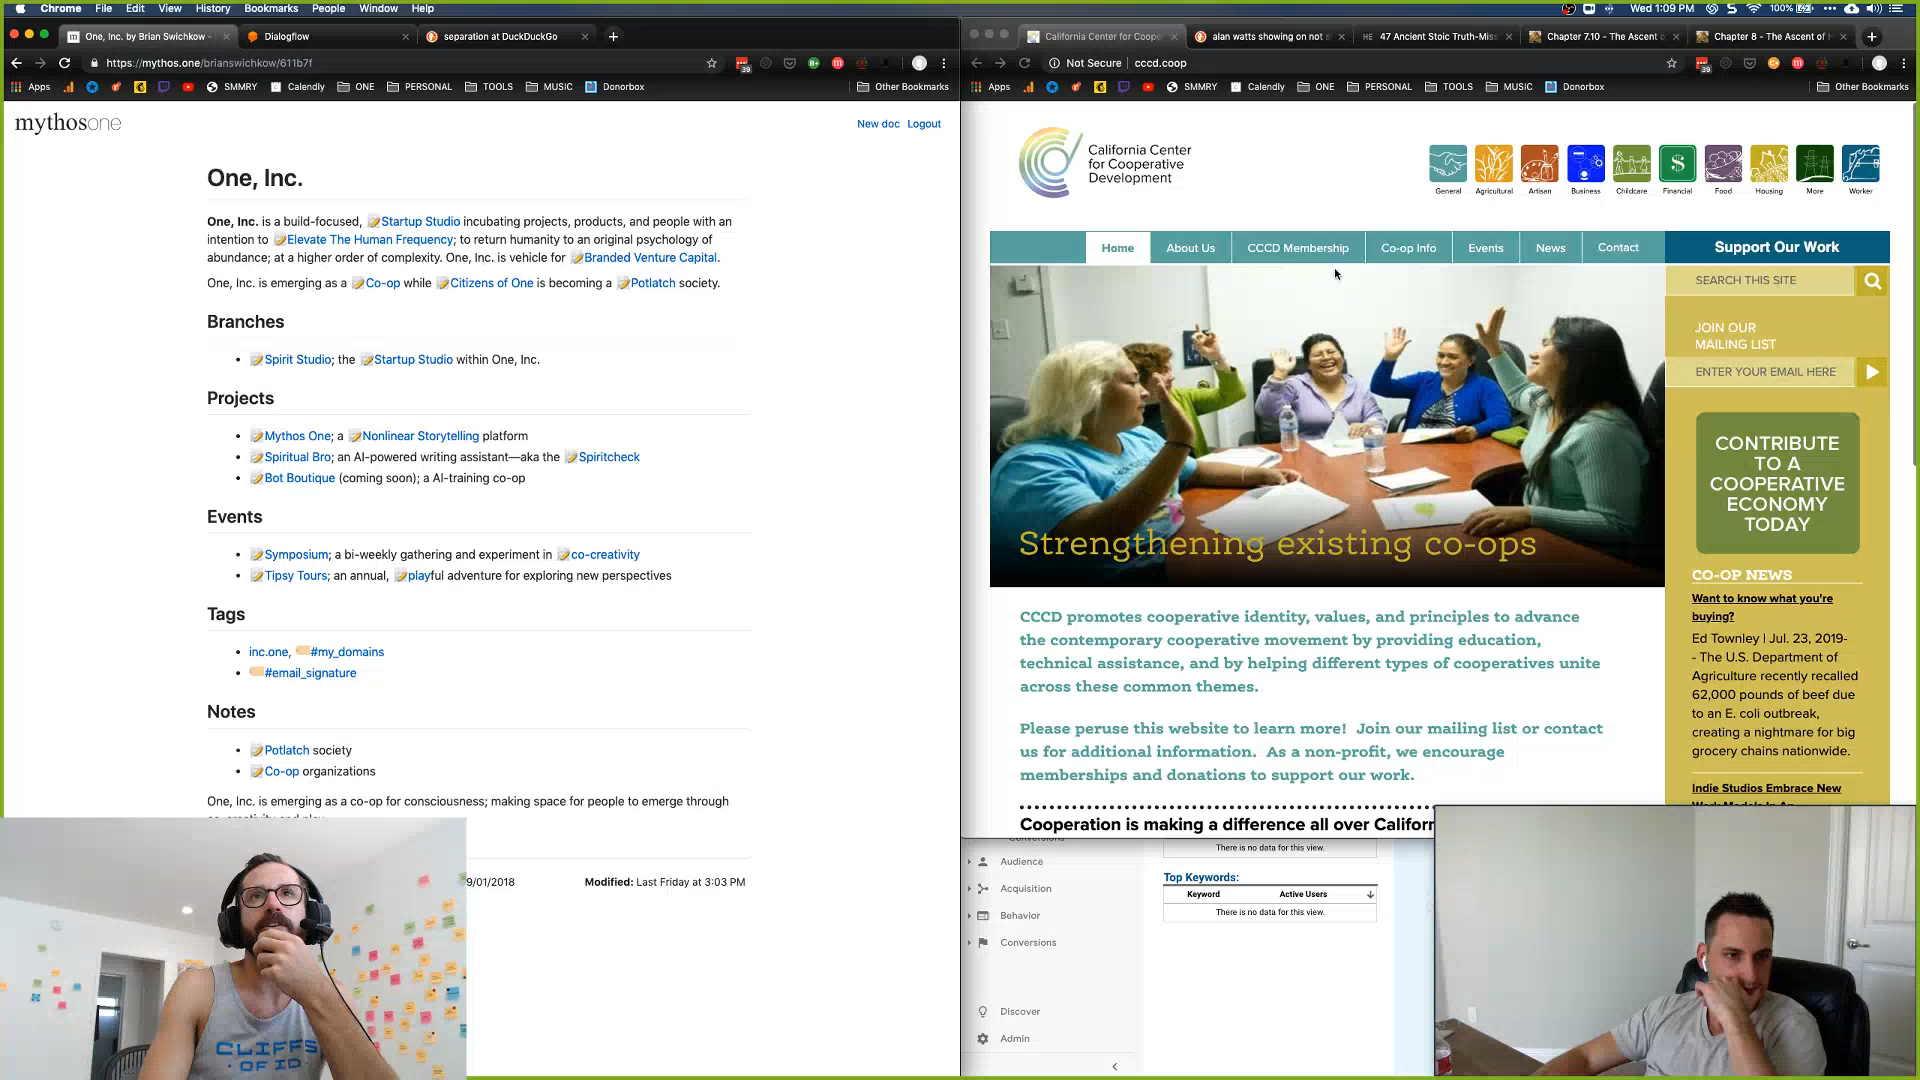 Chrome File Edit View History Bookmarks People Window Help
Wed 1:09 PM 100%
One, Inc. by Brian Swichkow -
Dialogflow
separation at DuckDuckGo
https://mythos.one/brianswichkow/611b7f
Apps SMMRY Calendly ONE PERSONAL TOOLS MUSIC Donorbox Other Bookmarks
mythosone
New doc Logout
One, Inc.
One, Inc. is a build-focused, Startup Studio incubating projects, products, and people with an
intention to Elevate The Human Frequency; to return humanity to an original psychology of
abundance; at a higher order of complexity. One, Inc. is vehicle for Branded Venture Capital.
One, Inc. is emerging as a Co-op while Citizens of One is becoming a Potlatch society.
Branches
Spirit Studio; the Startup Studio within One, Inc.
Projects
Mythos One; a Nonlinear Storytelling platform
Spiritual Bro; an AI-powered writing assistant—aka the Spiritcheck
Bot Boutique (coming soon); a AI-training co-op
Events
Symposium; a bi-weekly gathering and experiment in co-creativity
Tipsy Tours; an annual, playful adventure for exploring new perspectives
Tags
inc.one, #my_domains
#email_signature
Notes
Potlatch society
Co-op organizations
One, Inc. is emerging as a co-op for consciousness; making space for people to emerge through
9/01/2018 Modified: Last Friday at 3:03 PM
CLIFFS
OF ID
California Center for Cooper
alan watts showing on not s
HE 47 Ancient Stoic Truth-Miss
Chapter 7.10 - The Ascent o
Chapter 8 - The Ascent of H
Not Secure cccd.coop
Apps SMMRY Calendly ONE PERSONAL TOOLS MUSIC Donorbox Other Bookmarks
California Center
for Cooperative
Development
General Agricultural Artisan Business Childcare Financial Food Housing More Worker
Home About Us CCCD Membership Co-op Info Events News Contact Support Our Work
Strengthening existing co-ops
CCCD promotes cooperative identity, values, and principles to advance
the contemporary cooperative movement by providing education,
technical assistance, and by helping different types of cooperatives unite
across these common themes.
Please peruse this website to learn more! Join our mailing list or contact
us for additional information. As a non-profit, we encourage
memberships and donations to support our work.
Cooperation is making a difference all over Californ
SEARCH THIS SITE
JOIN OUR
MAILING LIST
ENTER YOUR EMAIL HERE
CONTRIBUTE
TO A
COOPERATIVE
ECONOMY
TODAY
CO-OP NEWS
Want to know what you're
buying?
Ed Townley | Jul. 23, 2019-
- The U.S. Department of
Agriculture recently recalled
62,000 pounds of beef due
to an E. coli outbreak,
creating a nightmare for big
grocery chains nationwide.
Indie Studios Embrace New
Audience
Acquisition
Behavior
Conversions
Discover
Admin
There is no data for this view.
Top Keywords:
Keyword Active Users
There is no data for this view.